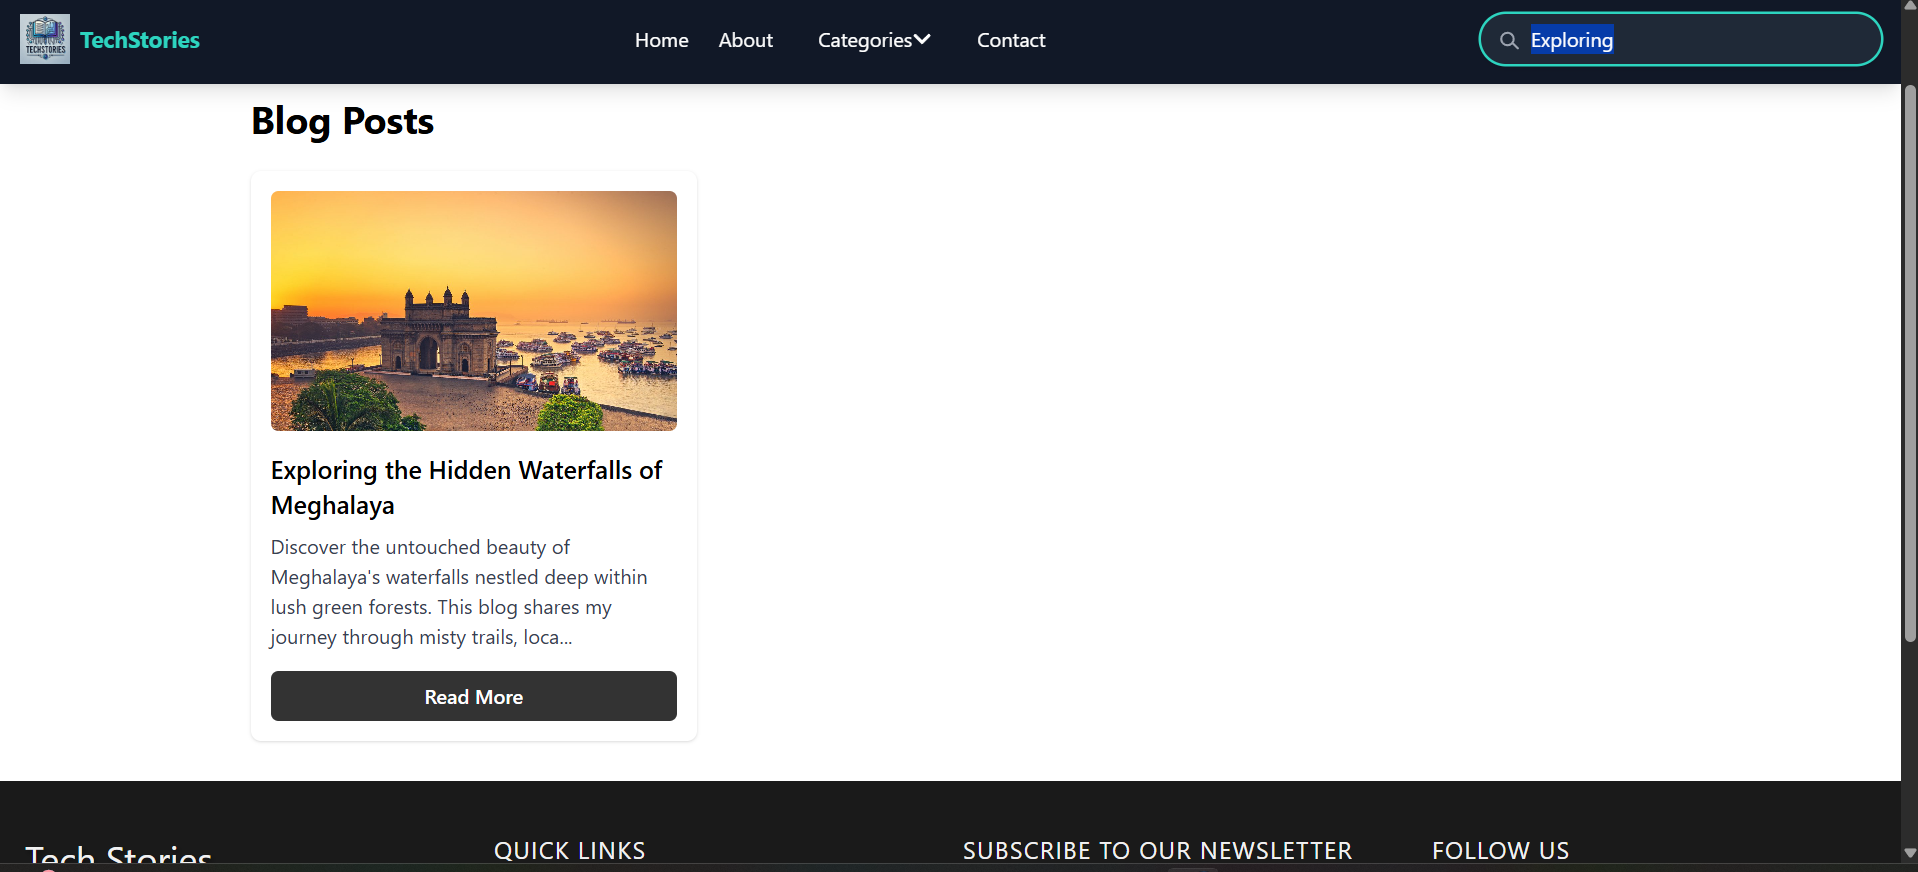 TECHSTORIES
TechStories
Home
About
Categories
Contact
Exploring
Blog Posts
Exploring the Hidden Waterfalls of
Meghalaya
Discover the untouched beauty of
Meghalaya's waterfalls nestled deep within
lush green forests. This blog shares my
journey through misty trails, loca...
Read More
Tech Stories
QUICK LINKS
SUBSCRIBE TO OUR NEWSLETTER
FOLLOW US